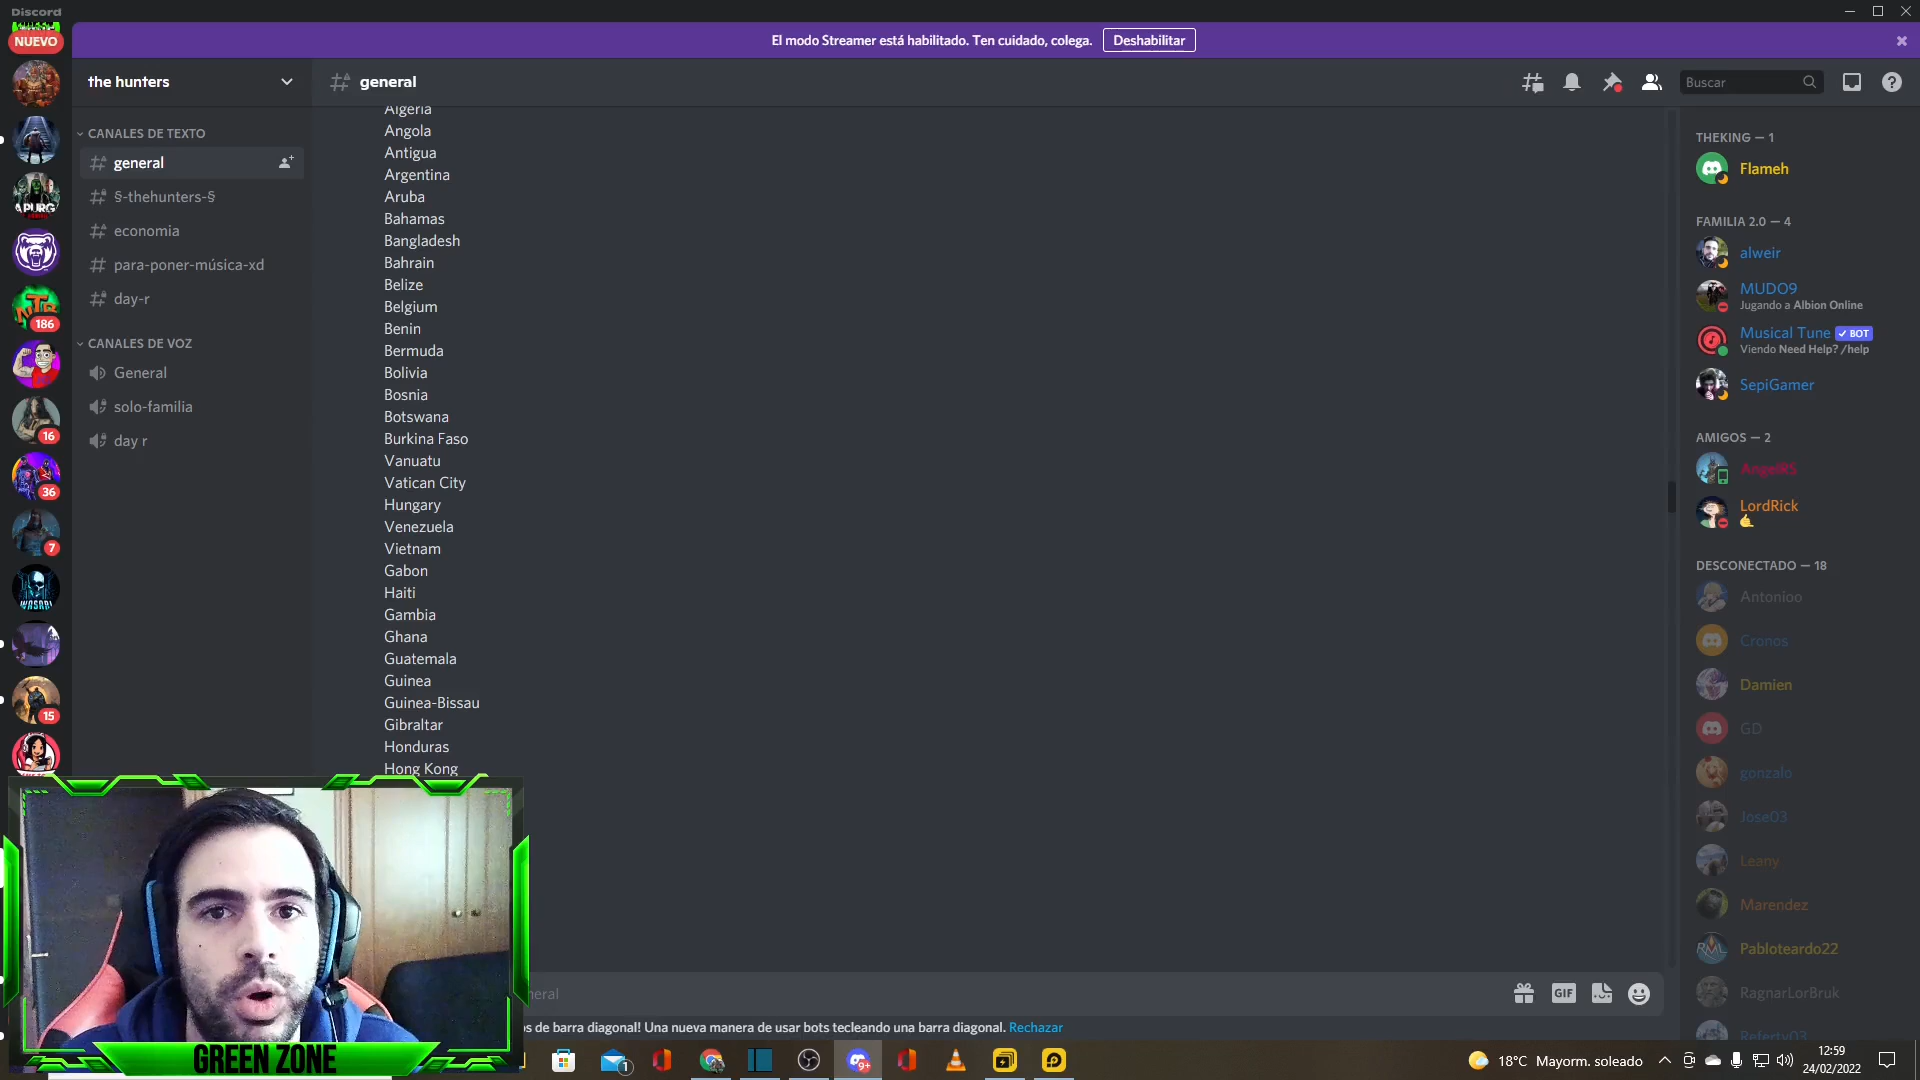 Discord
NUEVO
El modo Streamer está habilitado. Ten cuidado, colega.
Deshabilitar
the hunters
general
Buscar
CANALES DE TEXTO
general
§-thehunters-§
economia
para-poner-música-xd
day-r
CANALES DE VOZ
General
solo-familia
day r
186
16
36
7
WASABI
15
Algeria
Angola
Antigua
Argentina
Aruba
Bahamas
Bangladesh
Bahrain
Belize
Belgium
Benin
Bermuda
Bolivia
Bosnia
Botswana
Burkina Faso
Vanuatu
Vatican City
Hungary
Venezuela
Vietnam
Gabon
Haiti
Gambia
Ghana
Guatemala
Guinea
Guinea-Bissau
Gibraltar
Honduras
Hong Kong
THEKING — 1
Flameh
FAMILIA 2.0 — 4
alweir
MUDO9
Jugando a Albion Online
Musical Tune BOT
Viendo Need Help? /help
SepiGamer
AMIGOS — 2
AngelRS
LordRick
DESCONECTADO — 18
Antonioo
Cronos
Damien
GD
gonzalo
Jose03
Leany
Marendez
Pabloteardo22
RagnarLorBruk
Referty03
GIF
os de barra diagonal! Una nueva manera de usar bots tecleando una barra diagonal. Rechazar
GREEN ZONE
1
9+
18°C Mayorm. soleado
12:59
24/02/2022